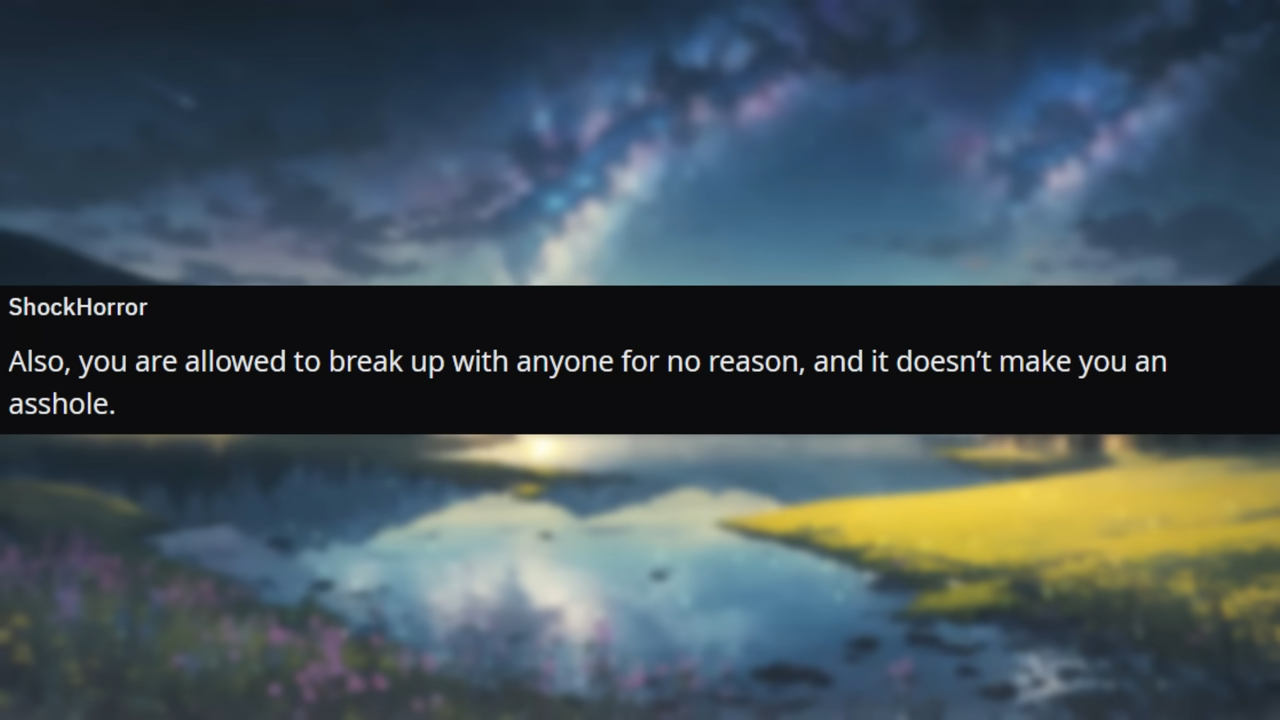 ShockHorror
Also, you are allowed to break up with anyone for no reason, and it doesn’t make you an
asshole.